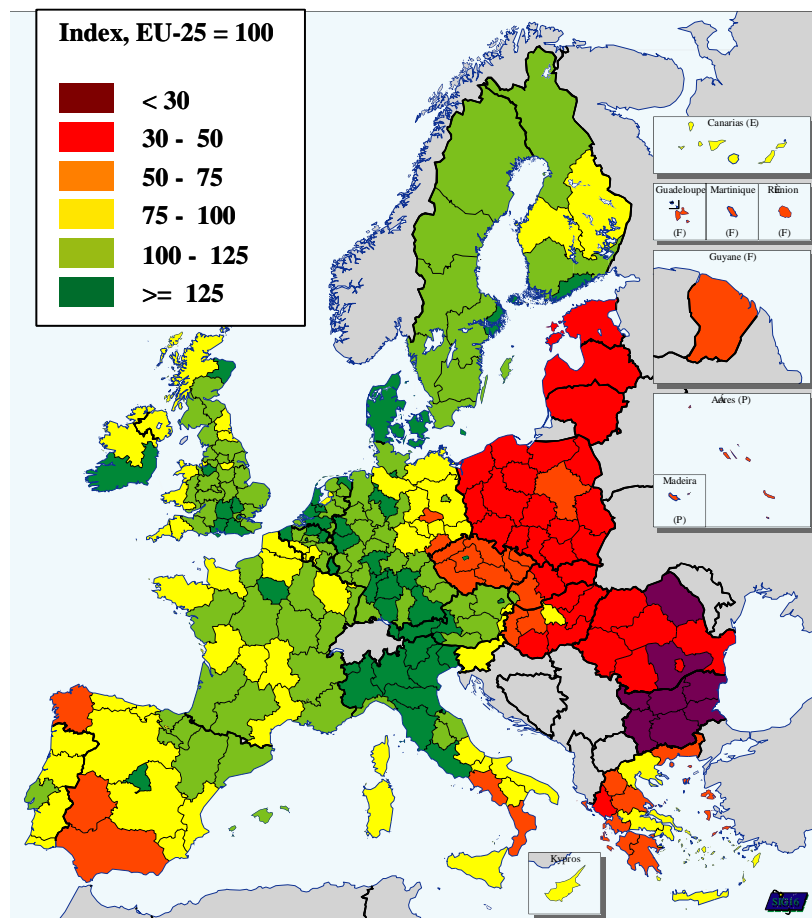 Index, EU-25 = 100
< 30
30 - 50
50 - 75
75 - 100
100 - 125
>= 125
Canarias (E)
Guadeloupe
(F)
Martinique
(F)
(F)
Guyane (F)
(P)
Madeira
(P)
Kypros